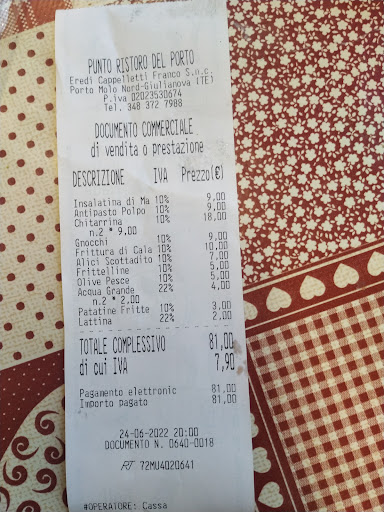 PUNTO RISTORO DEL PORTO
Eredi Cappelletti Franco S.n.c.
Porto Molo Nord-Giulianova (TE)
P.iva 02023530674
Tel. 348 372 7988
DOCUMENTO COMMERCIALE
di vendita o prestazione
DESCRIZIONE IVA Prezzo(€)
Insalatina di Ma 10% 9,00
Antipasto Polpo 10% 9,00
Chitarrina 10% 18,00
n.2 * 9,00
Gnocchi 10% 9,00
Frittura di Cala 10% 10,00
Alici Scottadito 10% 7,00
Frittelline 10% 5,00
Olive Pesce 10% 5,00
Acqua Grande 22% 4,00
n.2 * 2,00
Patatine Fritte 10% 3,00
Lattina 22% 2,00
TOTALE COMPLESSIVO 81,00
di cui IVA 7,90
Pagamento elettronic 81,00
Importo pagato 81,00
24-06-2022 20:00
DOCUMENTO N. 0640-0018
RT 72MU4020641
#OPERATORE: Cassa